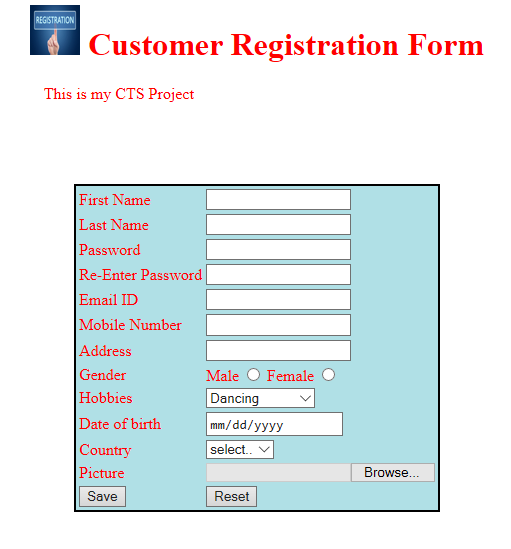 REGISTRATION
Customer Registration Form
This is my CTS Project
First Name
Last Name
Password
Re-Enter Password
Email ID
Mobile Number
Address
Gender Male Female
Hobbies Dancing
Date of birth mm/dd/yyyy
Country select..
Picture Browse...
Save Reset